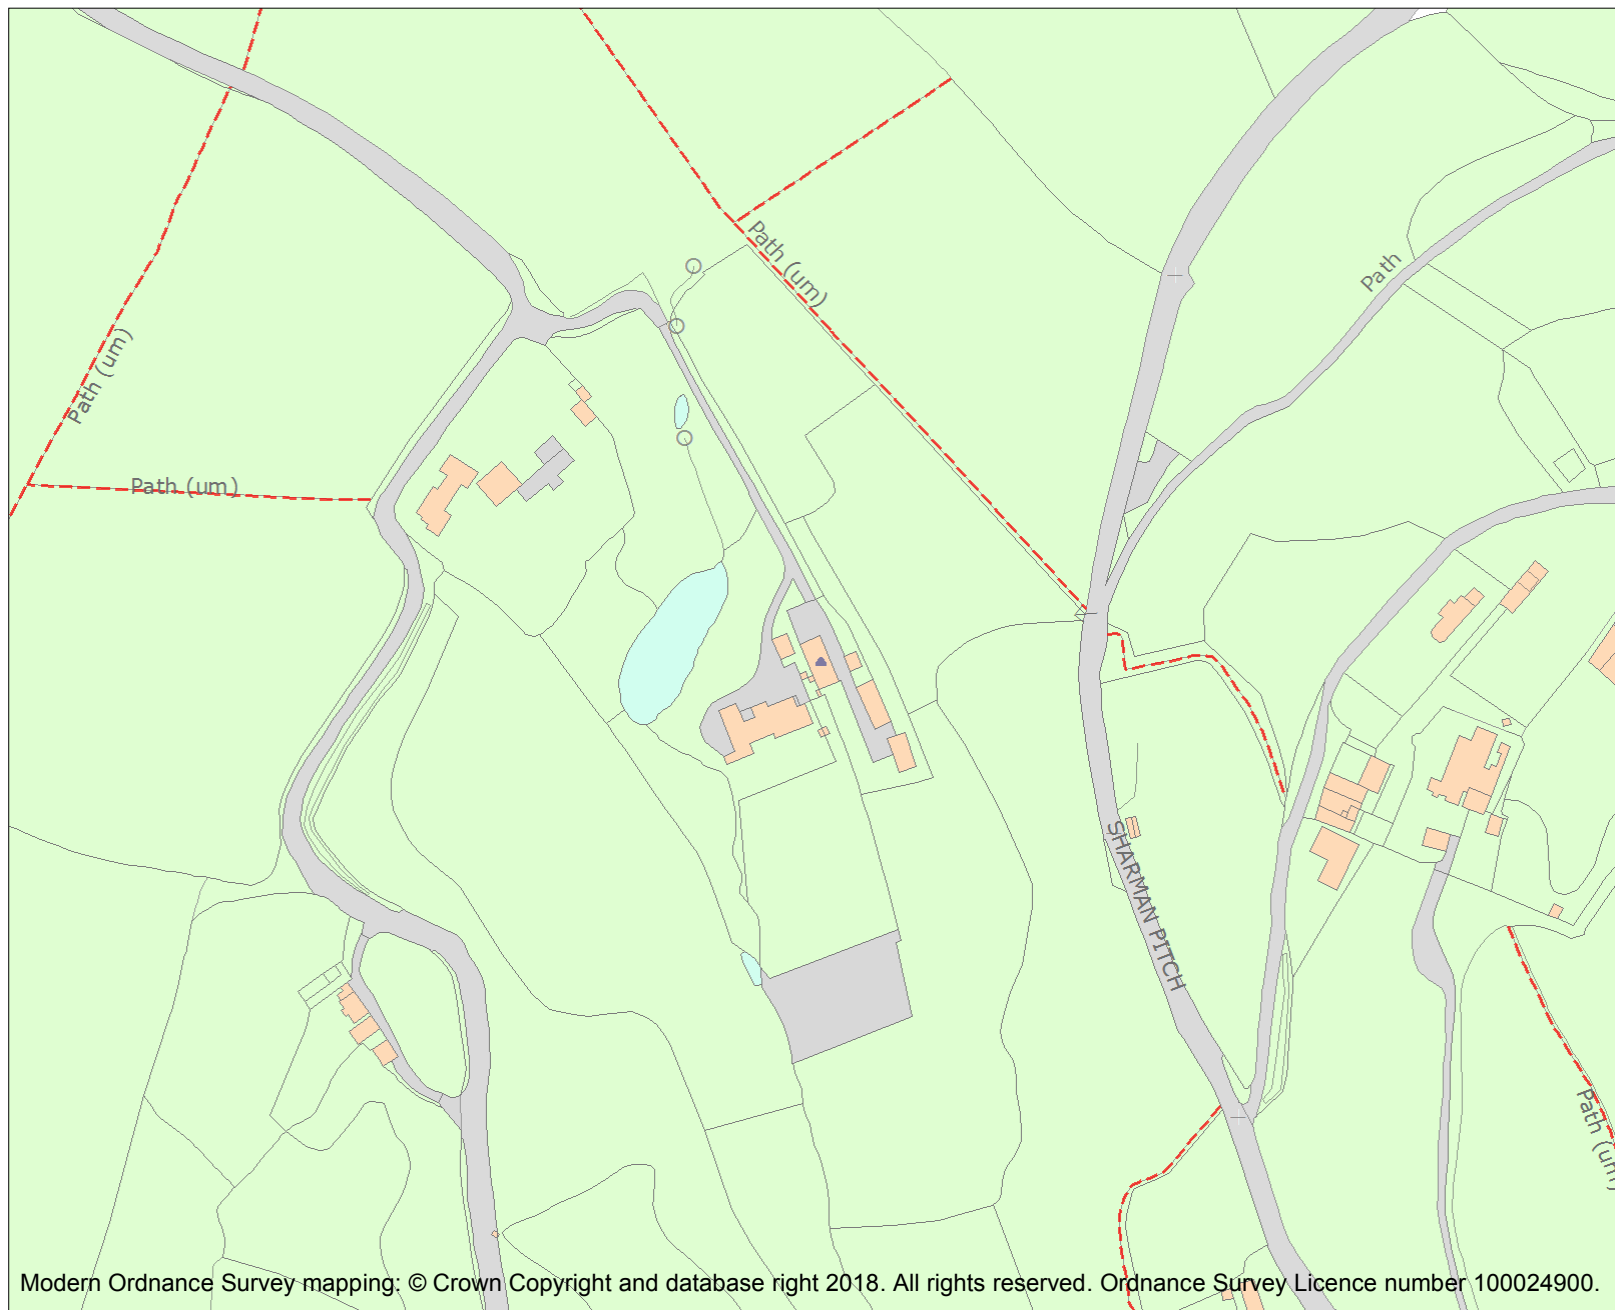 Path (um)
Path
Path (um)
Path (um)
SHARMAN PITCH
Path (um)
Modern Ordnance Survey mapping: © Crown Copyright and database right 2018. All rights reserved. Ordnance Survey Licence number 100024900.